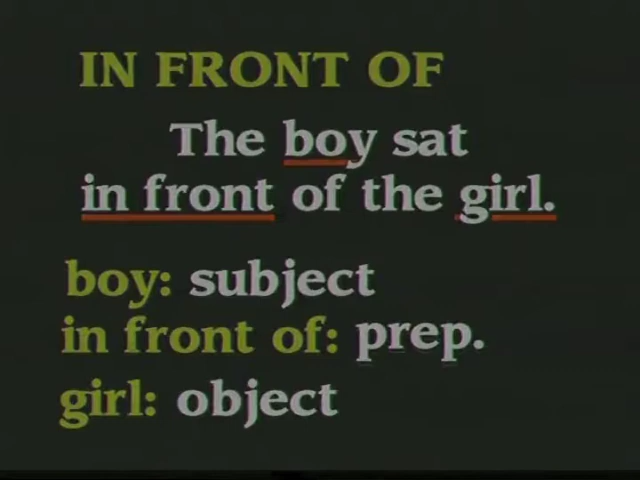 IN FRONT OF
The boy sat
in front of the girl.
boy: subject
in front of: prep.
girl: object